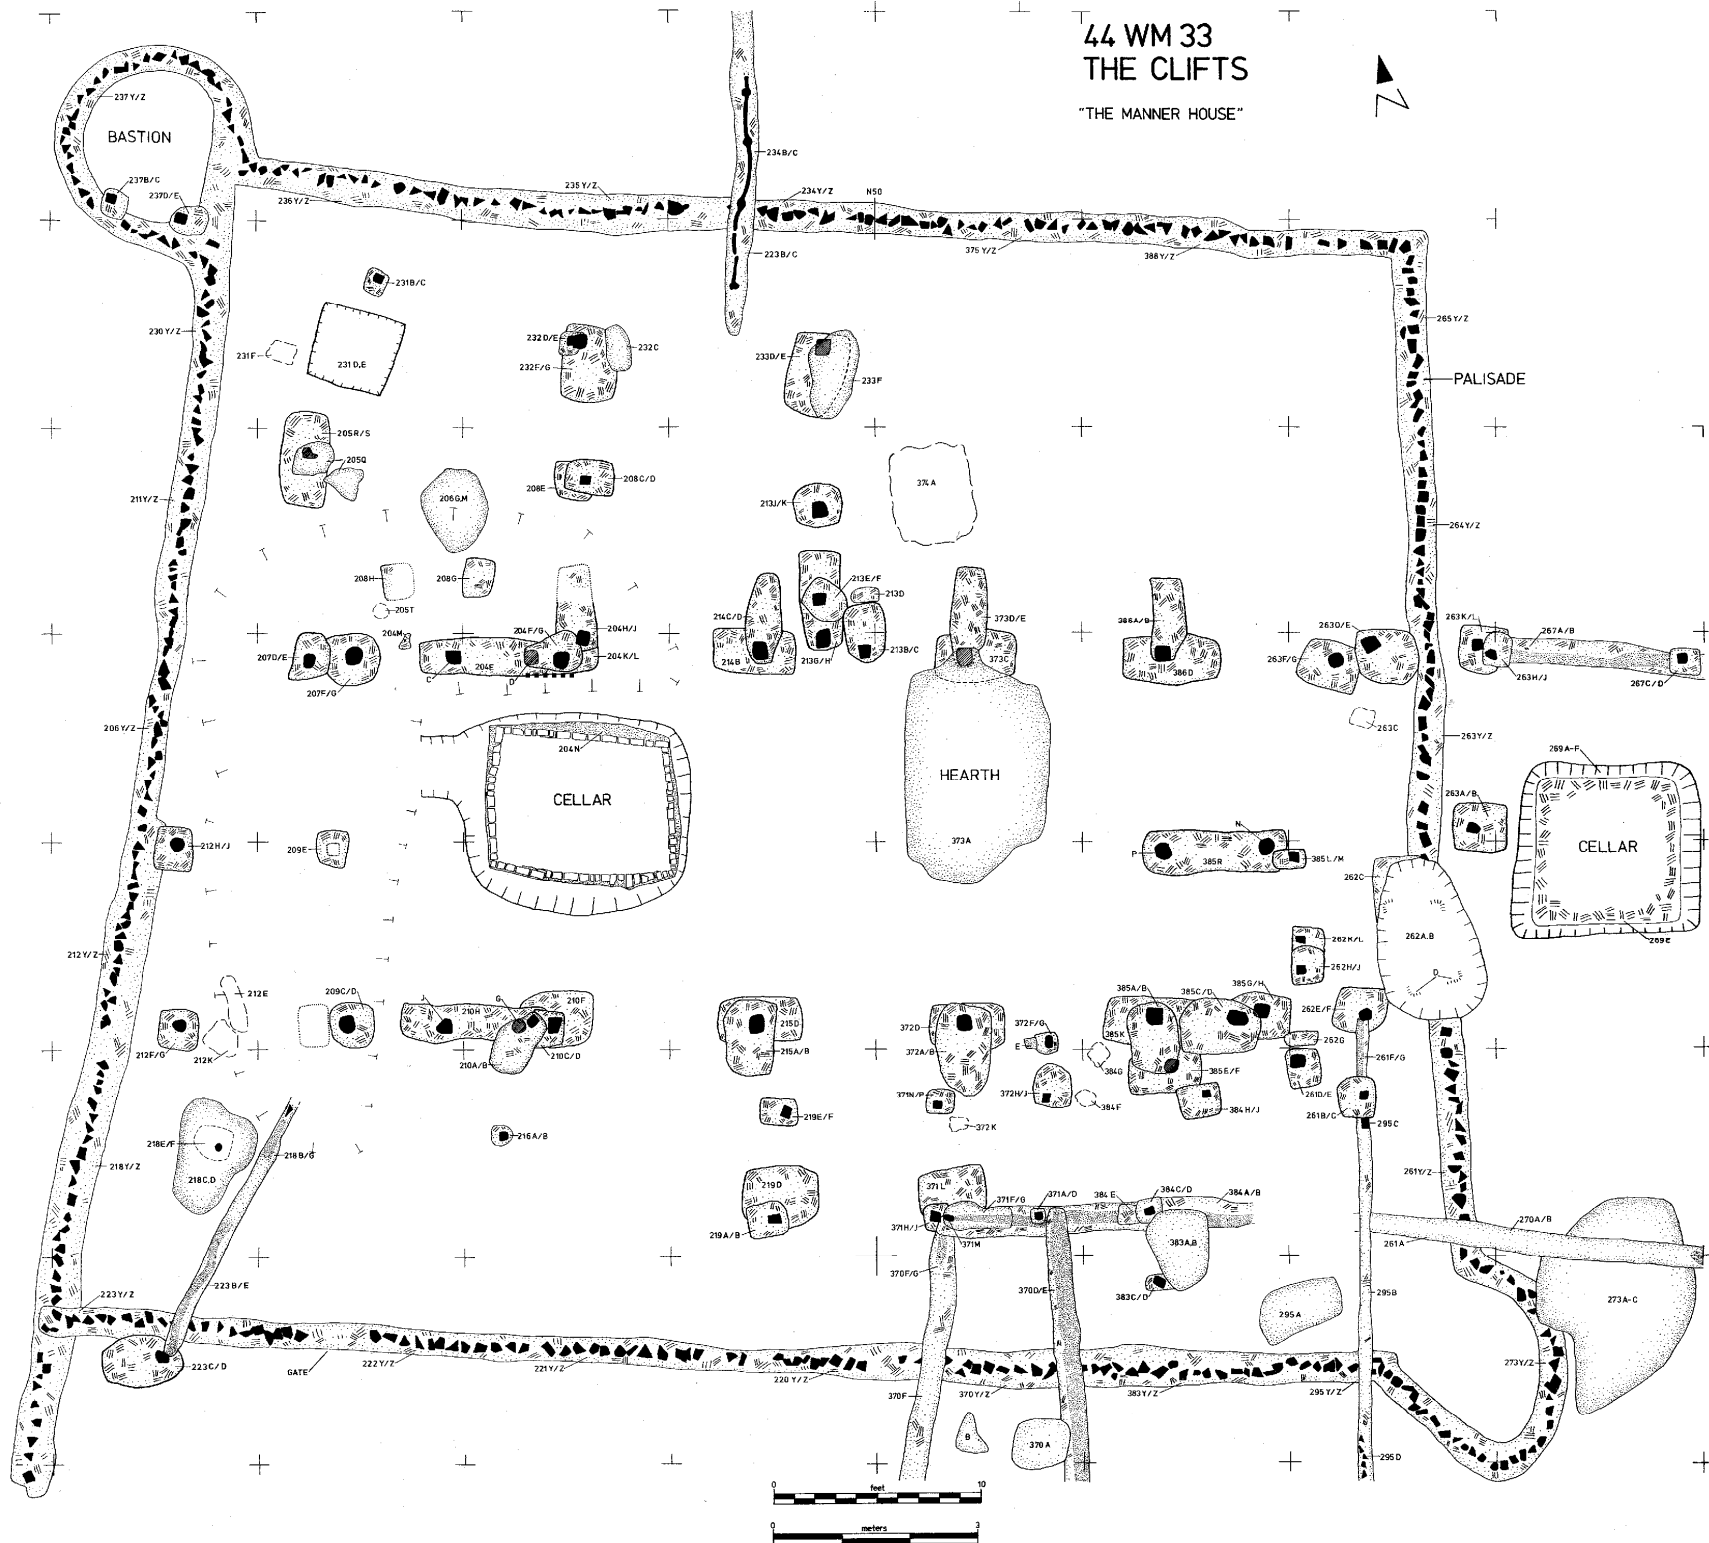 44 WM 33
THE CLIFTS
"THE MANNER HOUSE"
N
237Y/Z
BASTION
237B/C
237D/E
234B/C
235Y/Z
236Y/Z
234Y/Z
N50
223B/C
375Y/Z
388Y/Z
231B/C
230Y/Z
231F
231D,E
232D/E
232C
232F/G
233D/E
233F
265Y/Z
PALISADE
205R/S
205Q
211Y/Z
206G,M
208E
208C/D
213J/K
374A
264Y/Z
208H
208G
205T
213E/F
213D
204M
204F/G
204H/J
204K/L
214C/D
214B
213G/H
213B/C
373D/E
373C
386A/B
386D
263D/E
263F/G
263K/L
267A/B
263H/J
267C/D
207D/E
207F/G
204E
C
D
263C
206Y/Z
204N
CELLAR
HEARTH
373A
263Y/Z
269A-F
263A/B
CELLAR
269E
212H/J
209E
N
P
385R
385L/M
262C
262A,B
D
262K/L
262H/J
212Y/Z
212E
209C/D
J
210H
G
210F
212F/G
212K
210A/B
210C/D
215D
215A/B
372D
372A/B
372F/G
E
385A/B
385C/D
385G/H
385K
384G
385E/F
262E/F
262G
261F/G
261D/E
261B/C
371N/P
372H/J
384F
384H/J
372K
295C
219E/F
216A/B
218E/F
218C,D
218B/G
218Y/Z
219D
219A/B
371L
371F/G
371A/D
384E
384C/D
384A/B
371H/J
371M
383A,B
383C/D
261Y/Z
270A/B
261A
370F/G
370D/E
295A
295B
273A-C
223B/E
223Y/Z
223C/D
GATE
222Y/Z
221Y/Z
220Y/Z
370F
370Y/Z
383Y/Z
295Y/Z
273Y/Z
B
370A
295D
0 feet 10
0 meters 3